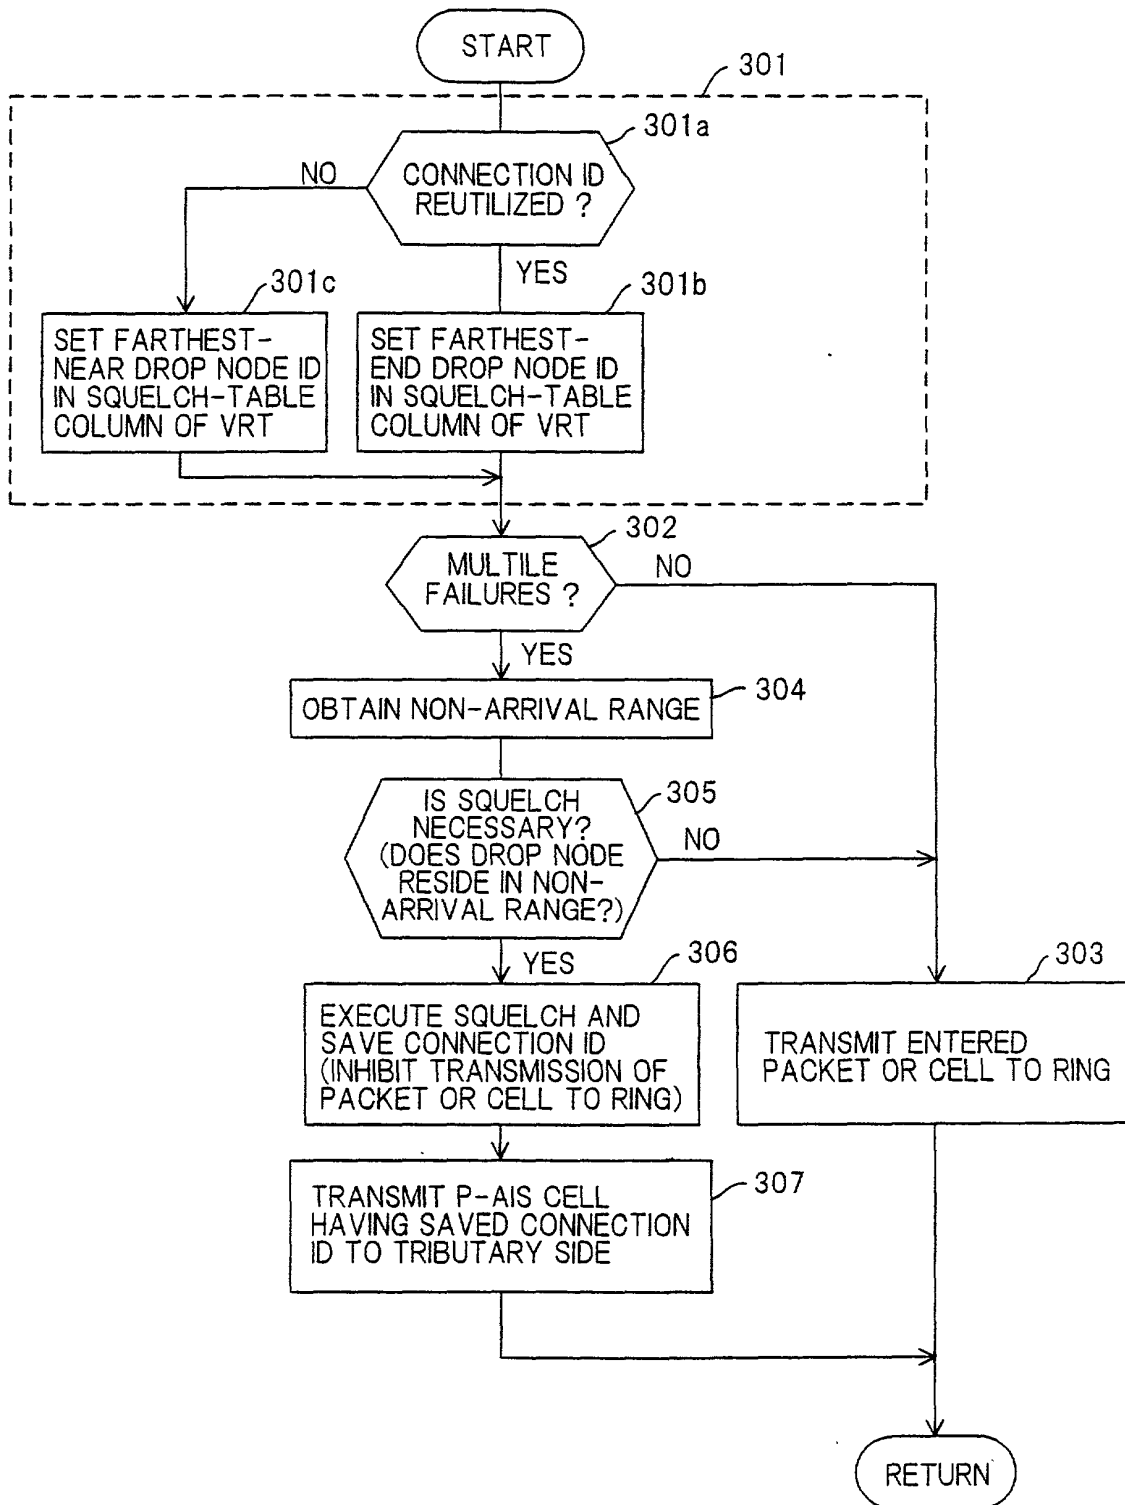 START
301
301a
CONNECTION ID
REUTILIZED ?
NO
YES
301c
SET FARTHEST-
NEAR DROP NODE ID
IN SQUELCH-TABLE
COLUMN OF VRT
301b
SET FARTHEST-
END DROP NODE ID
IN SQUELCH-TABLE
COLUMN OF VRT
302
MULTILE
FAILURES ?
NO
YES
304
OBTAIN NON-ARRIVAL RANGE
305
IS SQUELCH
NECESSARY?
(DOES DROP NODE
RESIDE IN NON-
ARRIVAL RANGE?)
NO
YES
306
EXECUTE SQUELCH AND
SAVE CONNECTION ID
(INHIBIT TRANSMISSION OF
PACKET OR CELL TO RING)
303
TRANSMIT ENTERED
PACKET OR CELL TO RING
307
TRANSMIT P-AIS CELL
HAVING SAVED CONNECTION
ID TO TRIBUTARY SIDE
RETURN